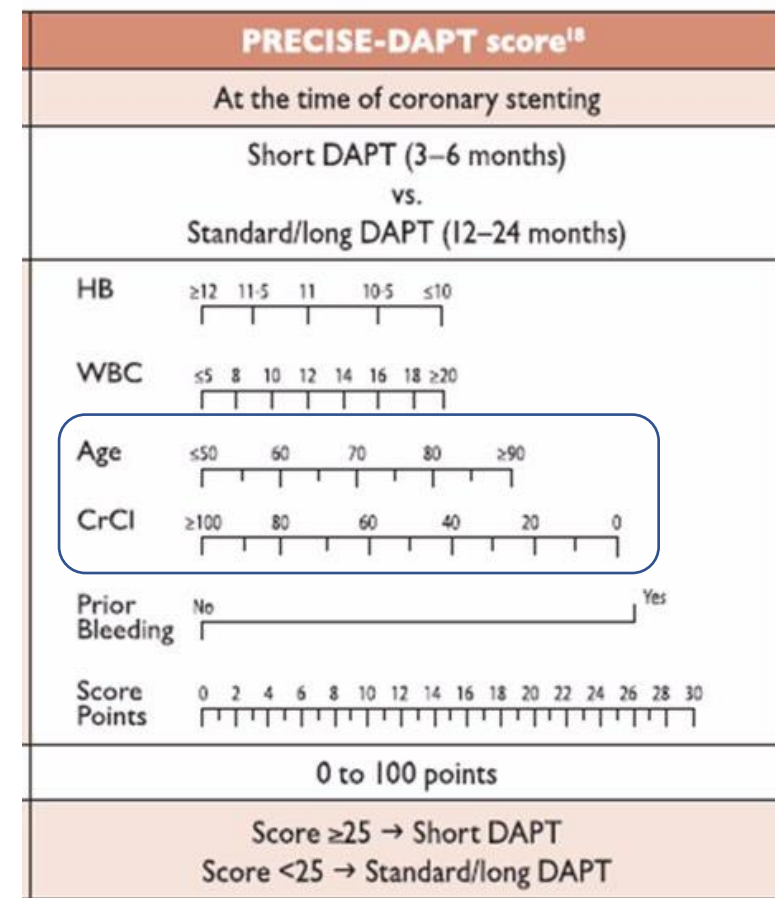 PRECISE-DAPT score¹⁸
At the time of coronary stenting
Short DAPT (3–6 months)
vs.
Standard/long DAPT (12–24 months)
HB ≥12 11·5 11 10·5 ≤10
WBC ≤5 8 10 12 14 16 18 ≥20
Age ≤50 60 70 80 ≥90
CrCl ≥100 80 60 40 20 0
Prior Bleeding No Yes
Score Points 0 2 4 6 8 10 12 14 16 18 20 22 24 26 28 30
0 to 100 points
Score ≥25 → Short DAPT
Score <25 → Standard/long DAPT